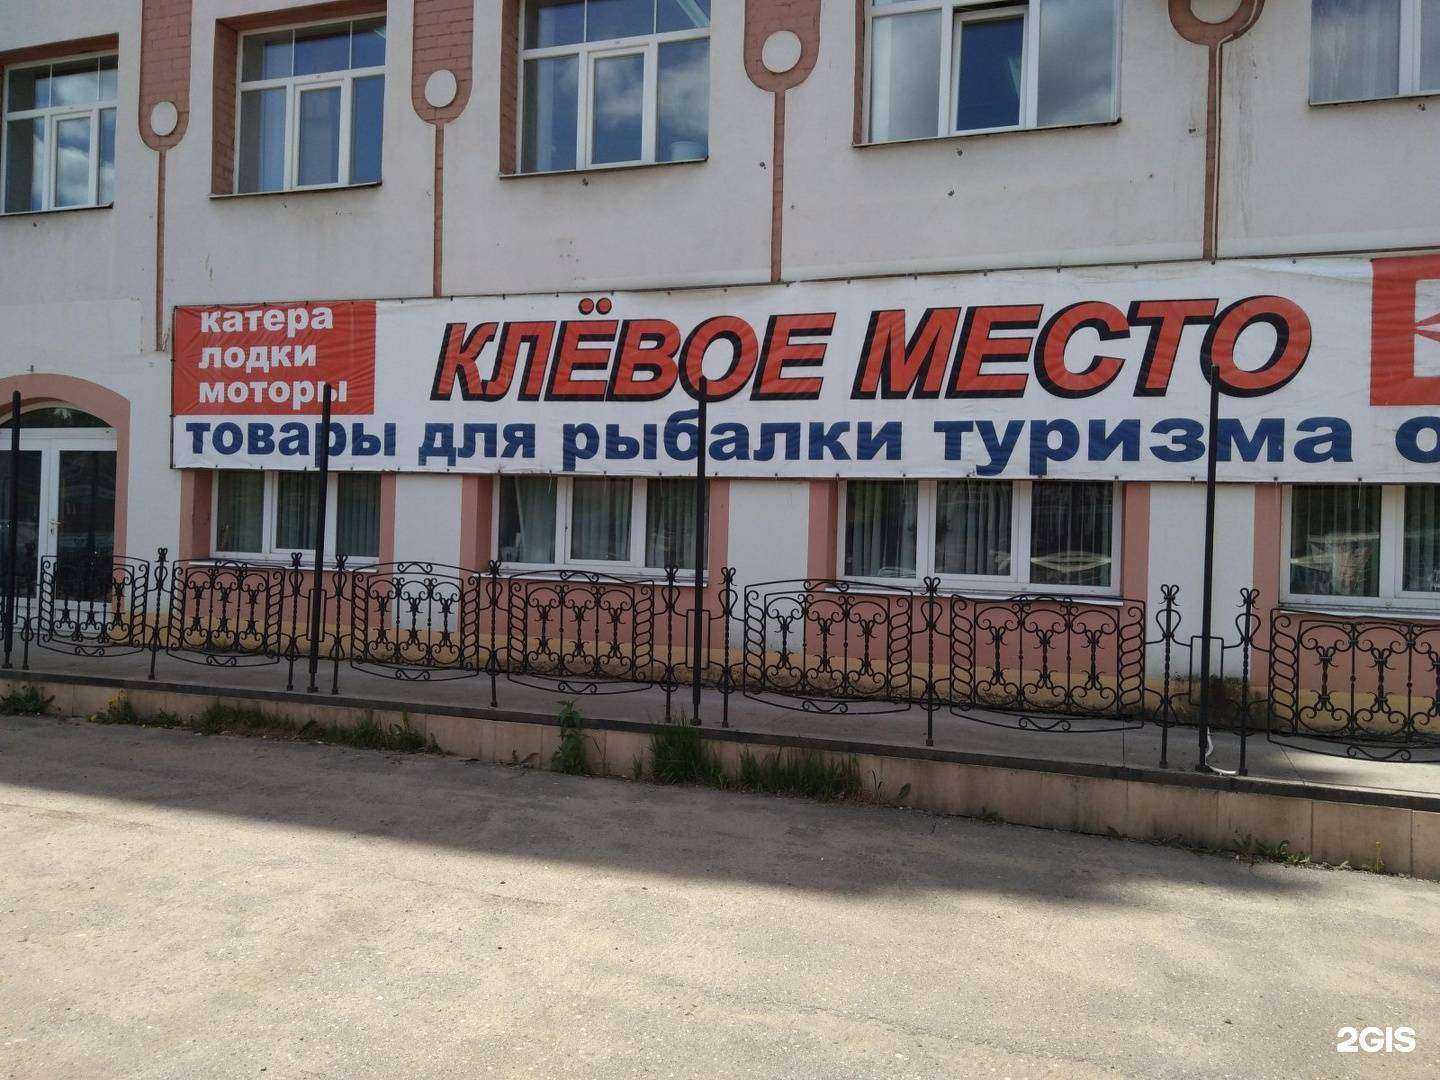 катера
лодки
моторы
КЛЁВОЕ МЕСТО
товары для рыбалки туризма о
2GIS